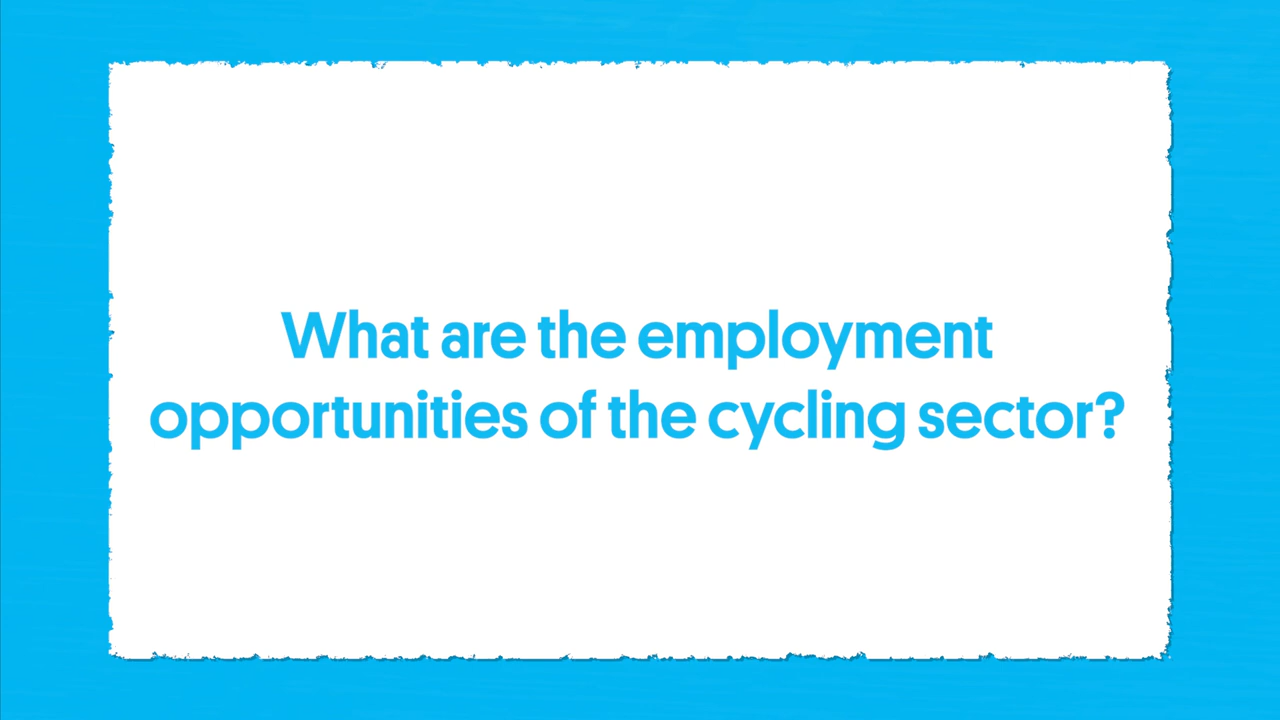 What are the employment
opportunities of the cycling sector?